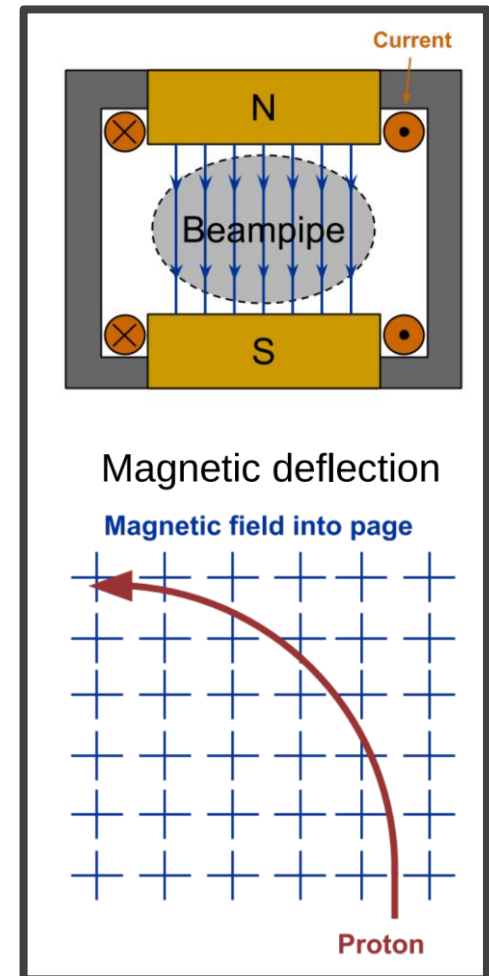 Current
N
Beampipe
S
Magnetic deflection
Magnetic field into page
Proton